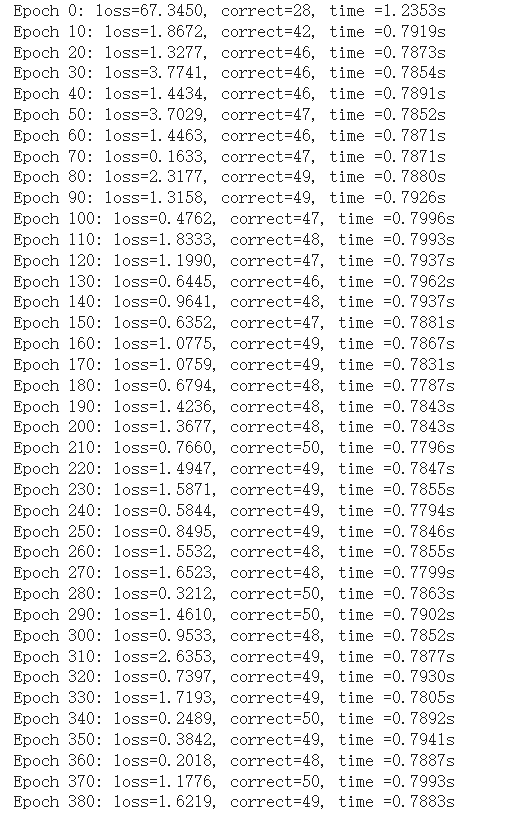 Epoch 0: loss=67.3450, correct=28, time =1.2353s
Epoch 10: loss=1.8672, correct=42, time =0.7919s
Epoch 20: loss=1.3277, correct=46, time =0.7873s
Epoch 30: loss=3.7741, correct=46, time =0.7854s
Epoch 40: loss=1.4434, correct=46, time =0.7891s
Epoch 50: loss=3.7029, correct=47, time =0.7852s
Epoch 60: loss=1.4463, correct=46, time =0.7871s
Epoch 70: loss=0.1633, correct=47, time =0.7871s
Epoch 80: loss=2.3177, correct=49, time =0.7880s
Epoch 90: loss=1.3158, correct=49, time =0.7926s
Epoch 100: loss=0.4762, correct=47, time =0.7996s
Epoch 110: loss=1.8333, correct=48, time =0.7993s
Epoch 120: loss=1.1990, correct=47, time =0.7937s
Epoch 130: loss=0.6445, correct=46, time =0.7962s
Epoch 140: loss=0.9641, correct=48, time =0.7937s
Epoch 150: loss=0.6352, correct=47, time =0.7881s
Epoch 160: loss=1.0775, correct=49, time =0.7867s
Epoch 170: loss=1.0759, correct=49, time =0.7831s
Epoch 180: loss=0.6794, correct=48, time =0.7787s
Epoch 190: loss=1.4236, correct=48, time =0.7843s
Epoch 200: loss=1.3677, correct=48, time =0.7843s
Epoch 210: loss=0.7660, correct=50, time =0.7796s
Epoch 220: loss=1.4947, correct=49, time =0.7847s
Epoch 230: loss=1.5871, correct=49, time =0.7855s
Epoch 240: loss=0.5844, correct=49, time =0.7794s
Epoch 250: loss=0.8495, correct=49, time =0.7846s
Epoch 260: loss=1.5532, correct=48, time =0.7855s
Epoch 270: loss=1.6523, correct=48, time =0.7799s
Epoch 280: loss=0.3212, correct=50, time =0.7863s
Epoch 290: loss=1.4610, correct=50, time =0.7902s
Epoch 300: loss=0.9533, correct=48, time =0.7852s
Epoch 310: loss=2.6353, correct=49, time =0.7877s
Epoch 320: loss=0.7397, correct=49, time =0.7930s
Epoch 330: loss=1.7193, correct=49, time =0.7805s
Epoch 340: loss=0.2489, correct=50, time =0.7892s
Epoch 350: loss=0.3842, correct=49, time =0.7941s
Epoch 360: loss=0.2018, correct=48, time =0.7887s
Epoch 370: loss=1.1776, correct=50, time =0.7993s
Epoch 380: loss=1.6219, correct=49, time =0.7883s